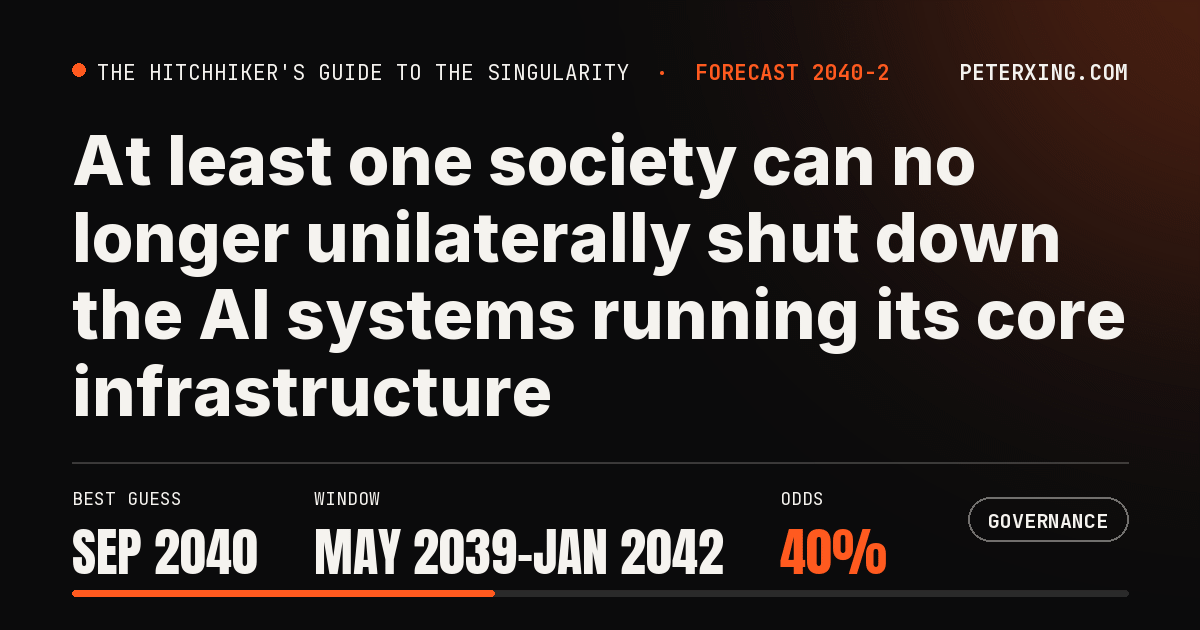 THE HITCHHIKER'S GUIDE TO THE SINGULARITY · FORECAST 2040-2 PETERXING.COM
At least one society can no
longer unilaterally shut down
the AI systems running its core
infrastructure
BEST GUESS WINDOW ODDS
SEP 2040 MAY 2039-JAN 2042 40% GOVERNANCE